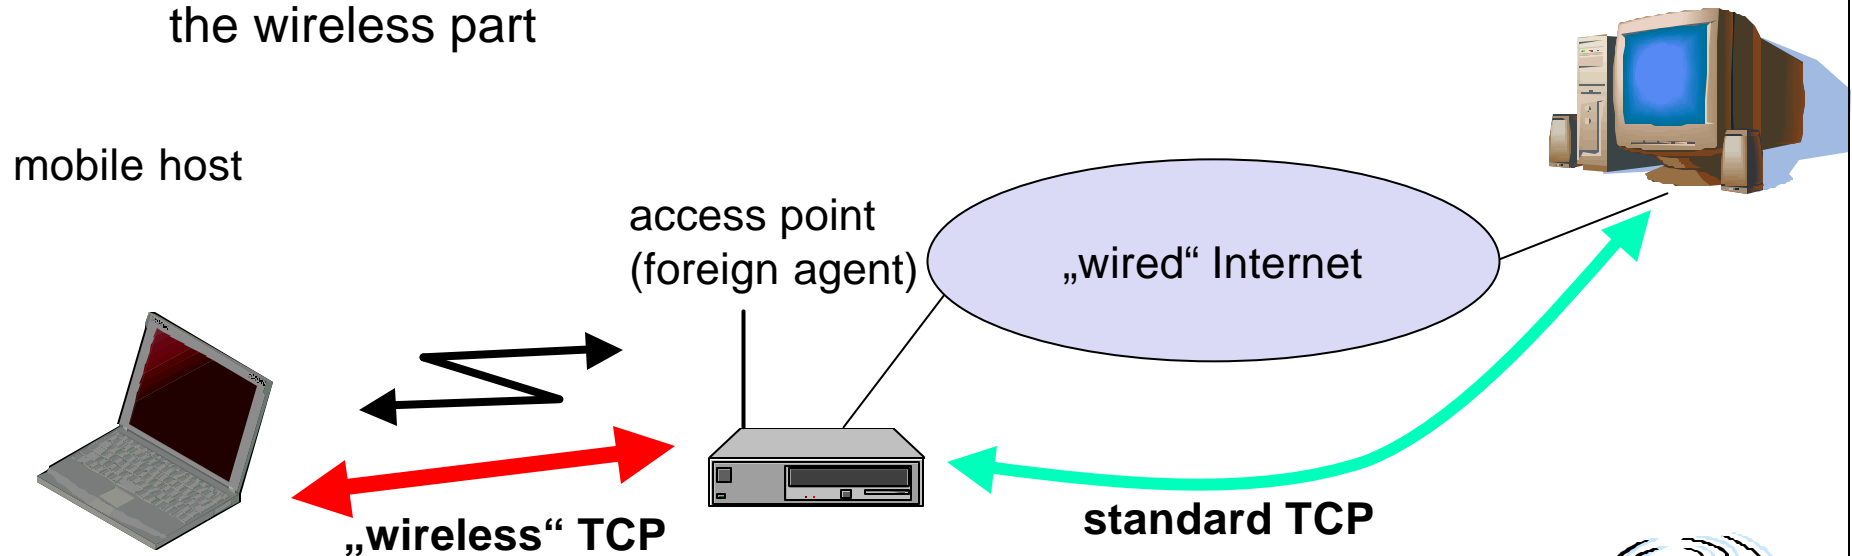 the wireless part
mobile host
access point
(foreign agent)
„wired“ Internet
„wireless“ TCP
standard TCP